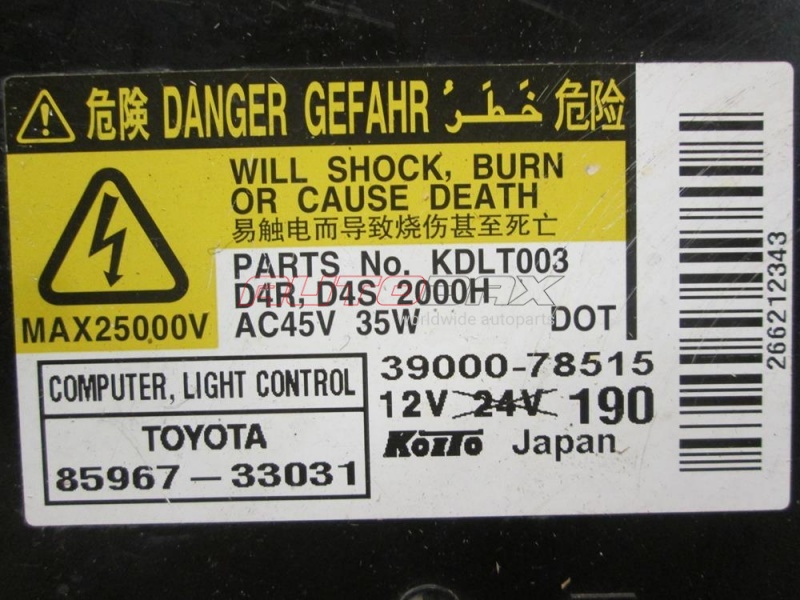 危険 DANGER GEFAHR خَطَرُ 危险
WILL SHOCK, BURN
OR CAUSE DEATH
易触电而导致烧伤甚至死亡
MAX25000V
PARTS No. KDLT003
D4R, D4S 2000H
AC45V 35W DOT
AUTOMAX
worldwide autoparts
COMPUTER, LIGHT CONTROL
TOYOTA
85967-33031
39000-78515
12V 24V 190
KOITO Japan
266212343